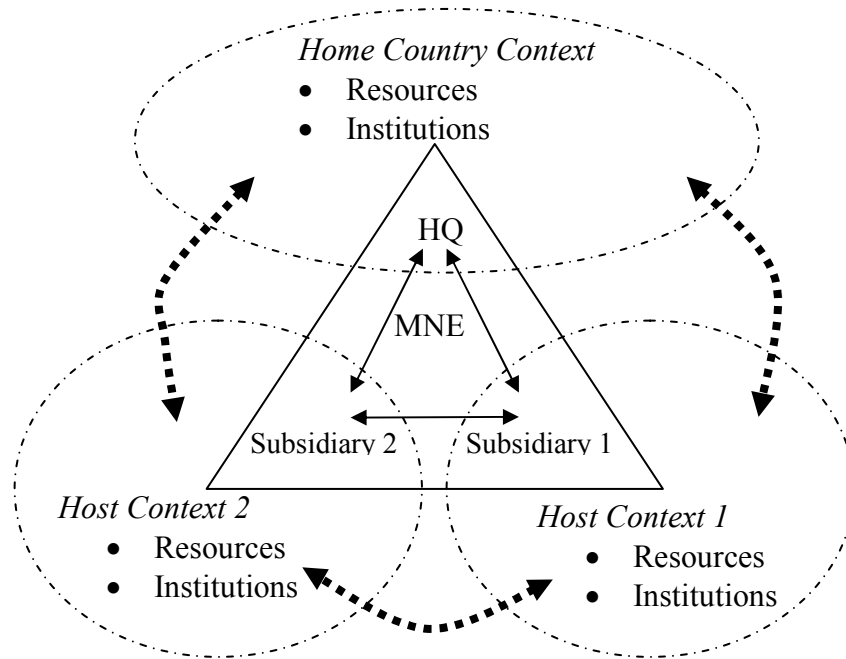 Home Country Context
• Resources
• Institutions
HQ
MNE
Subsidiary 2
Subsidiary 1
Host Context 2
• Resources
• Institutions
Host Context 1
• Resources
• Institutions